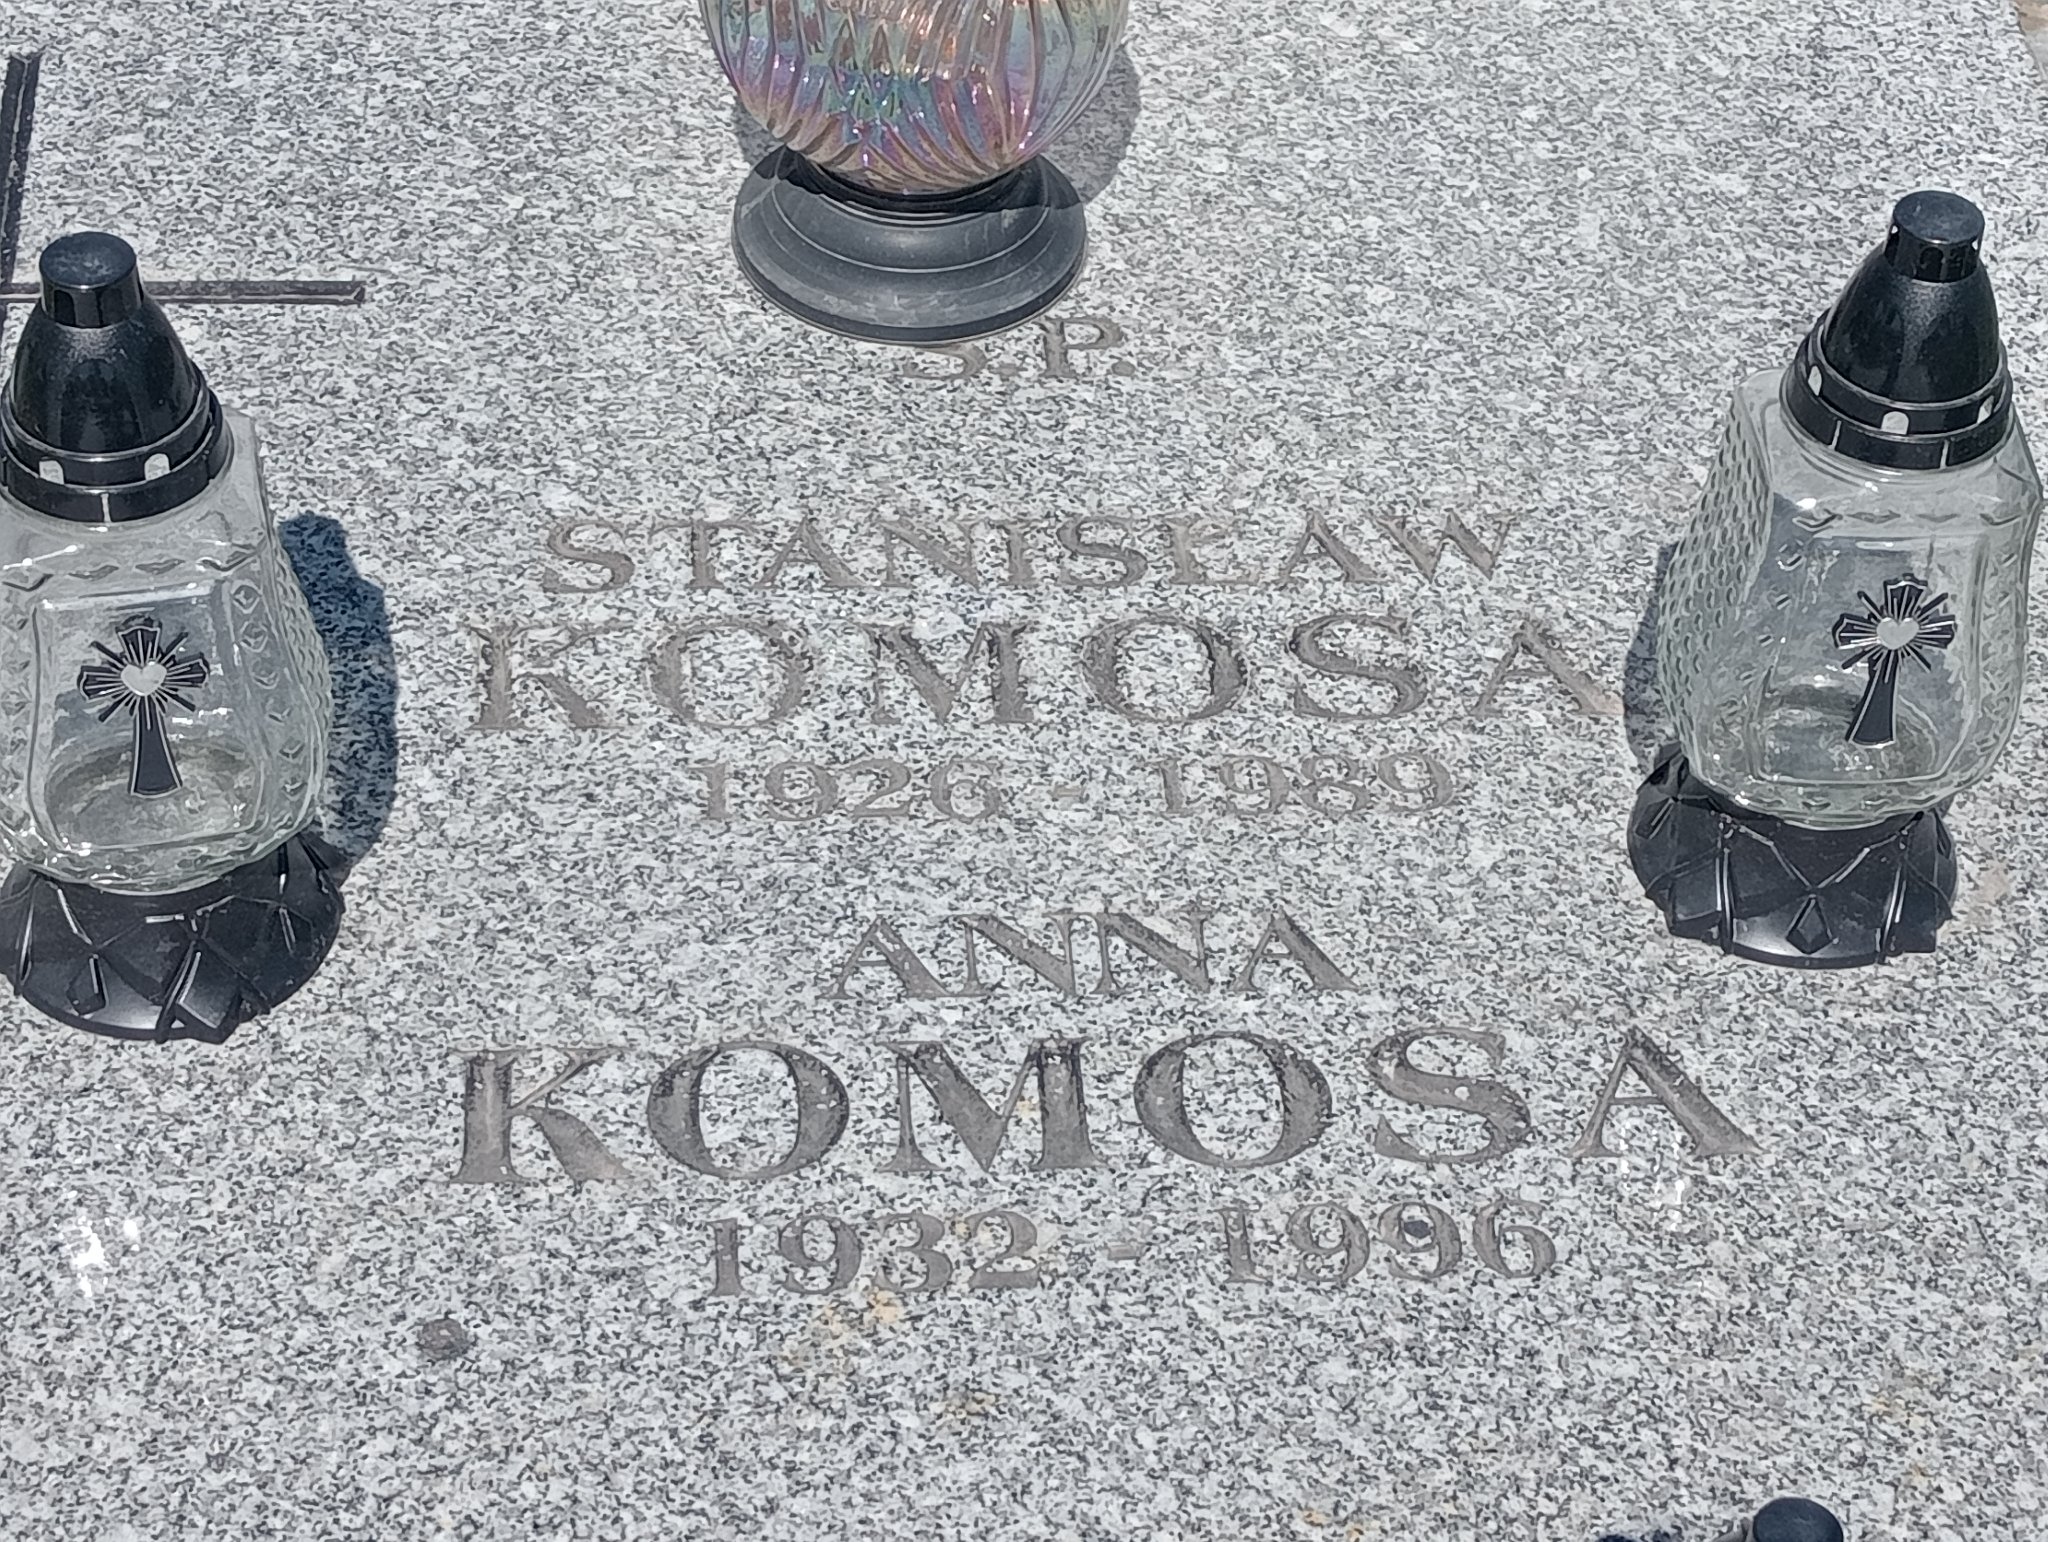 Ś.P.
STANISŁAW
KOMOSA
1926 - 1989
ANNA
KOMOSA
1932 - 1996